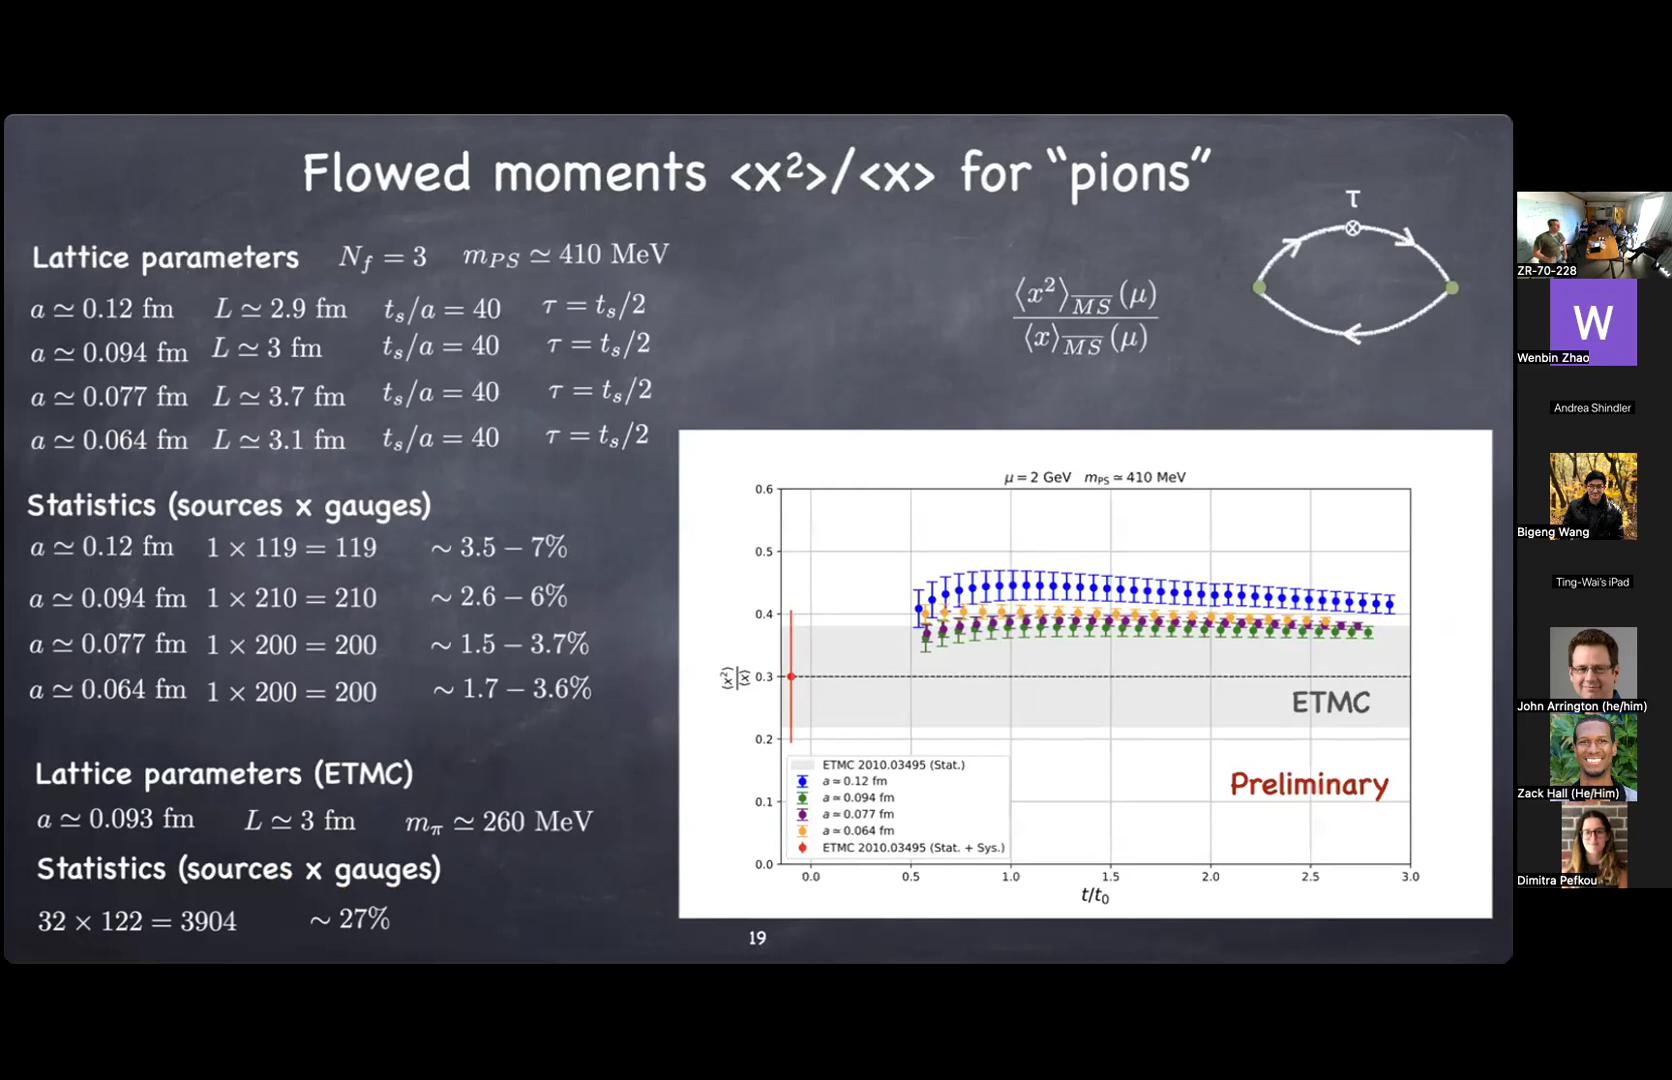 Flowed moments <x²>/<x> for “pions”
τ
Lattice parameters N_f = 3 m_PS ≃ 410 MeV
a ≃ 0.12 fm L ≃ 2.9 fm t_s/a = 40 τ = t_s/2
a ≃ 0.094 fm L ≃ 3 fm t_s/a = 40 τ = t_s/2
a ≃ 0.077 fm L ≃ 3.7 fm t_s/a = 40 τ = t_s/2
a ≃ 0.064 fm L ≃ 3.1 fm t_s/a = 40 τ = t_s/2
⟨x²⟩_MS̅(μ)
⟨x⟩_MS̅(μ)
Statistics (sources x gauges)
a ≃ 0.12 fm 1 × 119 = 119 ~ 3.5 – 7%
a ≃ 0.094 fm 1 × 210 = 210 ~ 2.6 – 6%
a ≃ 0.077 fm 1 × 200 = 200 ~ 1.5 – 3.7%
a ≃ 0.064 fm 1 × 200 = 200 ~ 1.7 – 3.6%
Lattice parameters (ETMC)
a ≃ 0.093 fm L ≃ 3 fm m_π ≃ 260 MeV
Statistics (sources x gauges)
32 × 122 = 3904 ~ 27%
μ = 2 GeV m_PS ≃ 410 MeV
0.6
0.5
0.4
0.3
0.2
0.1
0.0
⟨x²⟩
⟨x⟩
ETMC
Preliminary
ETMC 2010.03495 (Stat.)
a ≃ 0.12 fm
a ≃ 0.094 fm
a ≃ 0.077 fm
a ≃ 0.064 fm
ETMC 2010.03495 (Stat. + Sys.)
0.0 0.5 1.0 1.5 2.0 2.5 3.0
t/t_0
19
ZR-70-228
W
Wenbin Zhao
Andrea Shindler
Bigeng Wang
Ting-Wai's iPad
John Arrington (he/him)
Zack Hall (He/Him)
Dimitra Pefkou